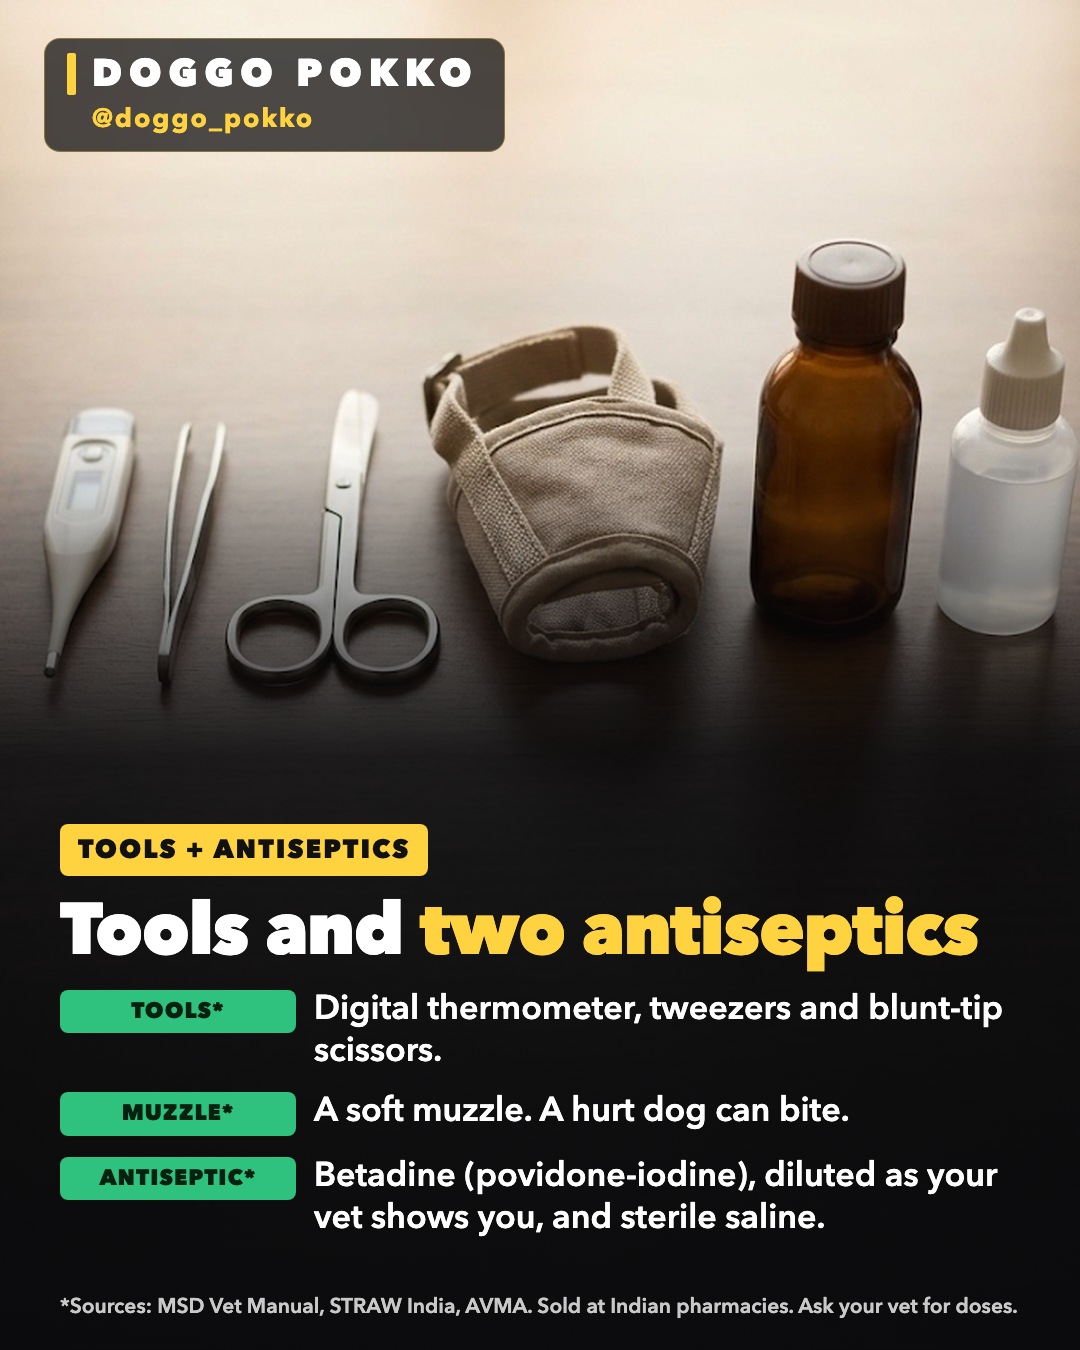 DOGGO POKKO
@doggo_pokko
TOOLS + ANTISEPTICS
Tools and two antiseptics
TOOLS*
Digital thermometer, tweezers and blunt-tip
scissors.
MUZZLE*
A soft muzzle. A hurt dog can bite.
ANTISEPTIC*
Betadine (povidone-iodine), diluted as your
vet shows you, and sterile saline.
*Sources: MSD Vet Manual, STRAW India, AVMA. Sold at Indian pharmacies. Ask your vet for doses.